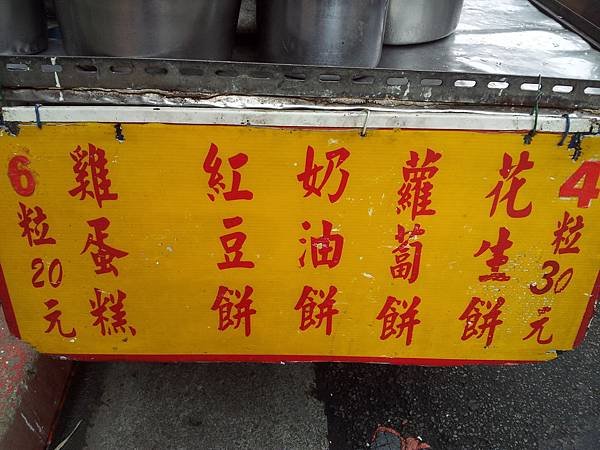 4粒30元
花生餅
蘿蔔餅
奶油餅
紅豆餅
雞蛋糕
6粒20元